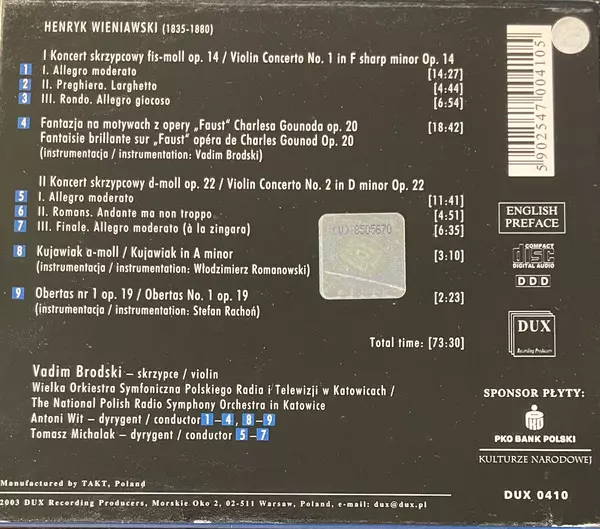 HENRYK WIENIAWSKI (1835-1880)
I Koncert skrzypcowy fis-moll op. 14 / Violin Concerto No. 1 in F sharp minor Op. 14
1 I. Allegro moderato [14:27]
2 II. Preghiera. Larghetto [4:44]
3 III. Rondo. Allegro giocoso [6:54]
4 Fantazja na motywach z opery „Faust” Charlesa Gounoda op. 20 [18:42]
Fantaisie brillante sur „Faust” opéra de Charles Gounod Op. 20
(instrumentacja / instrumentation: Vadim Brodski)
II Koncert skrzypcowy d-moll op. 22 / Violin Concerto No. 2 in D minor Op. 22
5 I. Allegro moderato [11:41]
6 II. Romans. Andante ma non troppo [4:51]
7 III. Finale. Allegro moderato (à la zingara) [6:35]
8 Kujawiak a-moll / Kujawiak in A minor [3:10]
(instrumentacja / instrumentation: Włodzimierz Romanowski)
9 Obertas nr 1 op. 19 / Obertas No. 1 op. 19 [2:23]
(instrumentacja / instrumentation: Stefan Rachoń)
Total time: [73:30]
Vadim Brodski – skrzypce / violin
Wielka Orkiestra Symfoniczna Polskiego Radia i Telewizji w Katowicach /
The National Polish Radio Symphony Orchestra in Katowice
Antoni Wit – dyrygent / conductor 1–4, 8–9
Tomasz Michalak – dyrygent / conductor 5–7
Manufactured by TAKT, Poland
2003 DUX Recording Producers, Morskie Oko 2, 02-511 Warsaw, Poland, e-mail: dux@dux.pl
(U) 8505670
5 902547 004105
ENGLISH
PREFACE
COMPACT
disc
DIGITAL AUDIO
DDD
DUX
Recording Producers
SPONSOR PŁYTY:
PKO BANK POLSKI
KULTURZE NARODOWEJ
DUX 0410